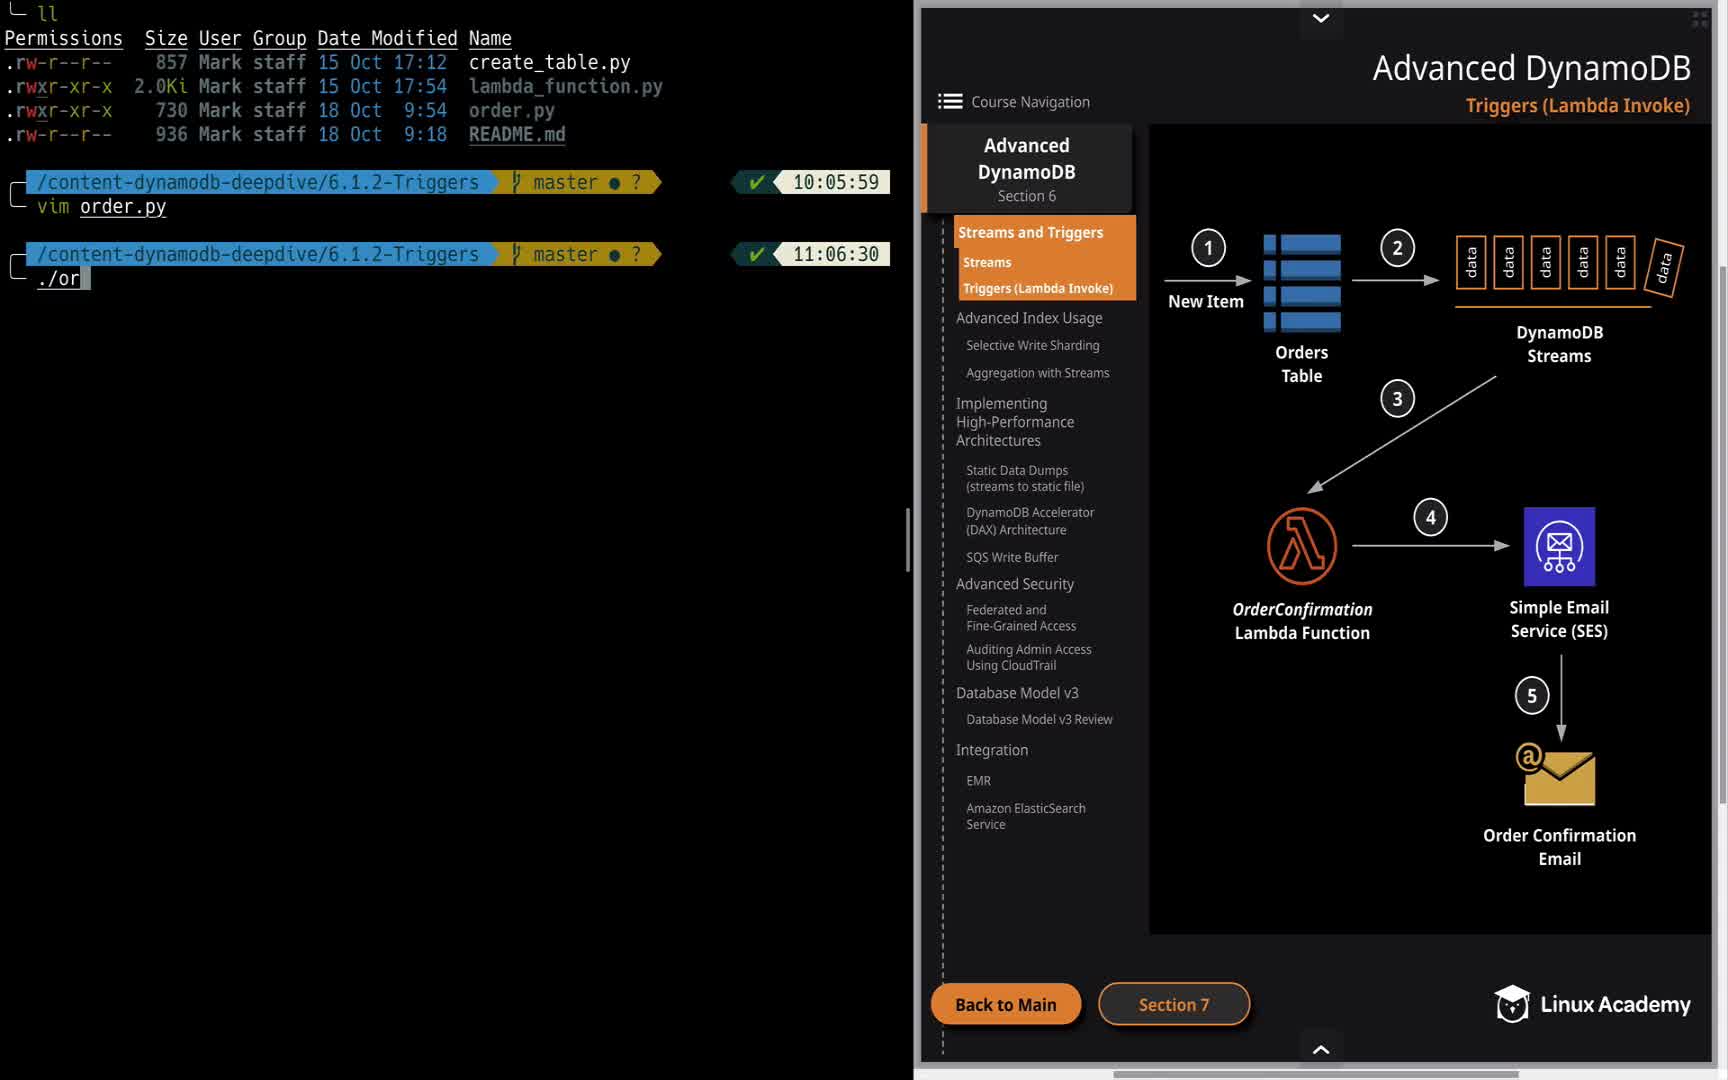 ll
Permissions Size User Group Date Modified Name
.rw-r--r-- 857 Mark staff 15 Oct 17:12 create_table.py
.rwxr-xr-x 2.0Ki Mark staff 15 Oct 17:54 lambda_function.py
.rwxr-xr-x 730 Mark staff 18 Oct 9:54 order.py
.rw-r--r-- 936 Mark staff 18 Oct 9:18 README.md
/content-dynamodb-deepdive/6.1.2-Triggers master ● ? ✔ 10:05:59
vim order.py
/content-dynamodb-deepdive/6.1.2-Triggers master ● ? ✔ 11:06:30
./or
Advanced DynamoDB
Triggers (Lambda Invoke)
Course Navigation
Advanced
DynamoDB
Section 6
Streams and Triggers
Streams
Triggers (Lambda Invoke)
Advanced Index Usage
Selective Write Sharding
Aggregation with Streams
Implementing
High-Performance
Architectures
Static Data Dumps
(streams to static file)
DynamoDB Accelerator
(DAX) Architecture
SQS Write Buffer
Advanced Security
Federated and
Fine-Grained Access
Auditing Admin Access
Using CloudTrail
Database Model v3
Database Model v3 Review
Integration
EMR
Amazon ElasticSearch
Service
1
New Item
Orders
Table
2
data data data data data data
DynamoDB
Streams
3
OrderConfirmation
Lambda Function
4
Simple Email
Service (SES)
5
@
Order Confirmation
Email
Back to Main
Section 7
Linux Academy